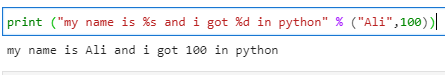 print ("my name is %s and i got %d in python" % ("Ali",100))
my name is Ali and i got 100 in python